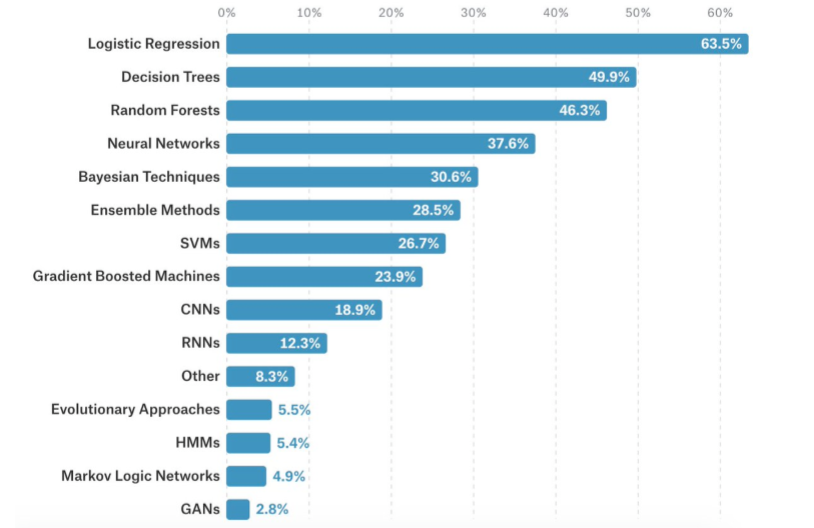 0% 10% 20% 30% 40% 50% 60%
Logistic Regression 63.5%
Decision Trees 49.9%
Random Forests 46.3%
Neural Networks 37.6%
Bayesian Techniques 30.6%
Ensemble Methods 28.5%
SVMs 26.7%
Gradient Boosted Machines 23.9%
CNNs 18.9%
RNNs 12.3%
Other 8.3%
Evolutionary Approaches 5.5%
HMMs 5.4%
Markov Logic Networks 4.9%
GANs 2.8%